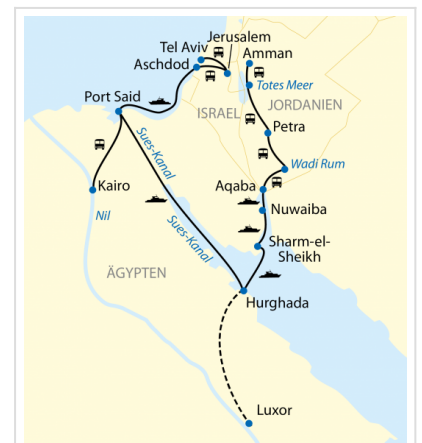 Jerusalem
Tel Aviv
Amman
Aschdod
Totes Meer
Port Said
ISRAEL
JORDANIEN
Petra
Sues-Kanal
Wadi Rum
Kairo
Aqaba
Nil
Nuwaiba
Sues-Kanal
Sharm-el-
Sheikh
ÄGYPTEN
Hurghada
Luxor